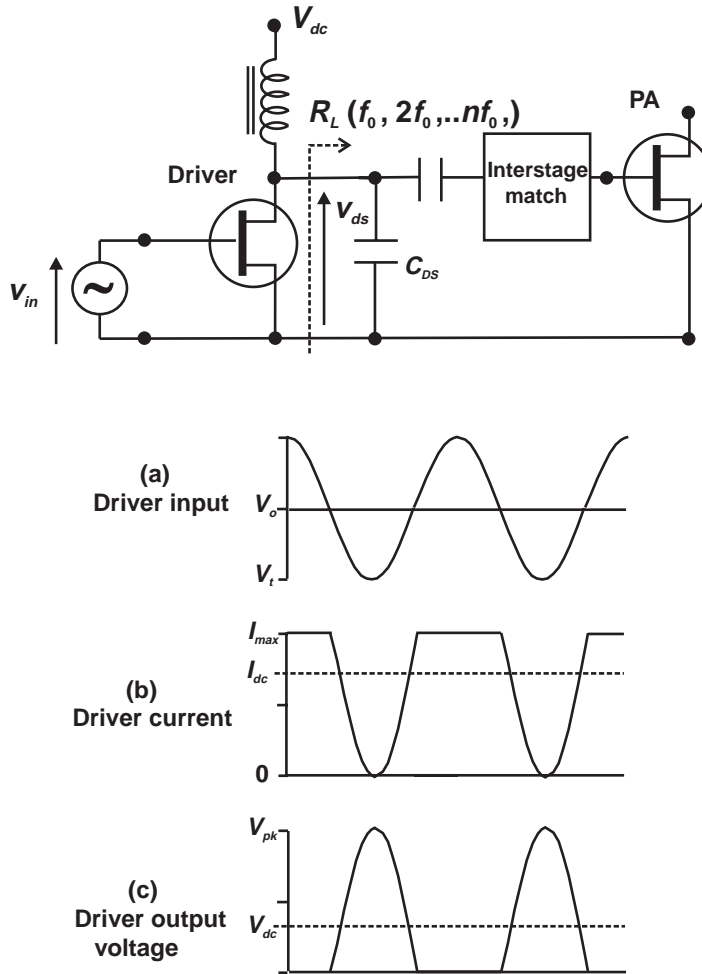 V_dc
R_L (f_0, 2f_0,..nf_0,)
PA
Driver
Interstage
match
v_ds
C_DS
v_in
~
(a)
Driver input
V_o
V_t
I_max
I_dc
(b)
Driver current
0
V_pk
(c)
Driver output
voltage
V_dc